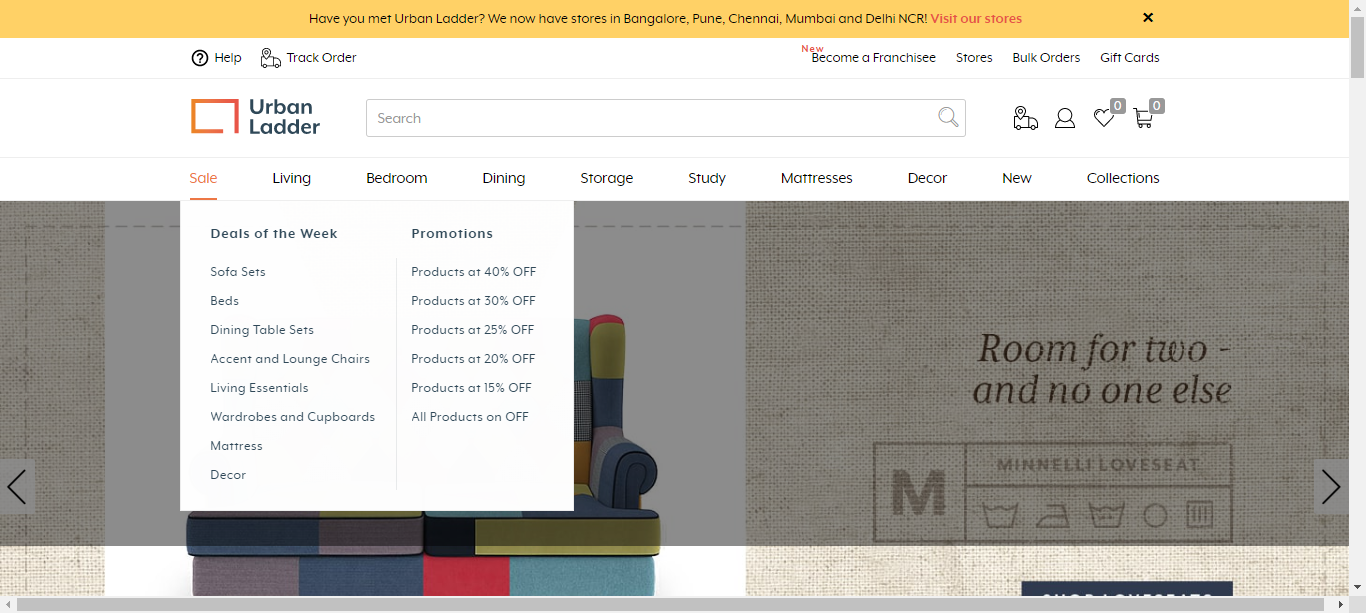 Have you met Urban Ladder? We now have stores in Bangalore, Pune, Chennai, Mumbai and Delhi NCR! Visit our stores
Help
Track Order
New
Become a Franchisee
Stores
Bulk Orders
Gift Cards
Urban
Ladder
Search
0
0
Sale
Living
Bedroom
Dining
Storage
Study
Mattresses
Decor
New
Collections
Deals of the Week
Sofa Sets
Beds
Dining Table Sets
Accent and Lounge Chairs
Living Essentials
Wardrobes and Cupboards
Mattress
Decor
Promotions
Products at 40% OFF
Products at 30% OFF
Products at 25% OFF
Products at 20% OFF
Products at 15% OFF
All Products on OFF
Room for two -
and no one else
M
MINNELLI LOVESEAT
SHOP LOVESEATS